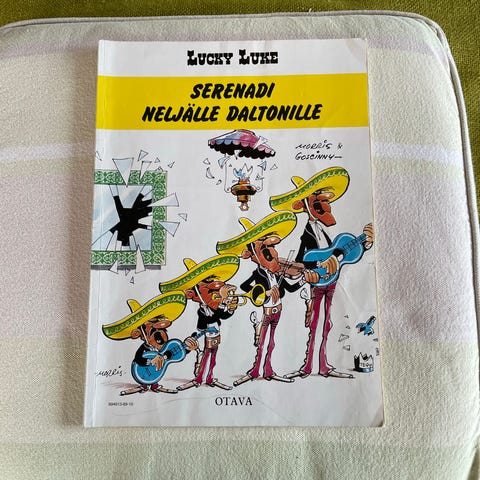 LUCKY LUKE
SERENADI
NELJÄLLE DALTONILLE
MORRIS &
GOSCINNY
MORRIS
OTAVA